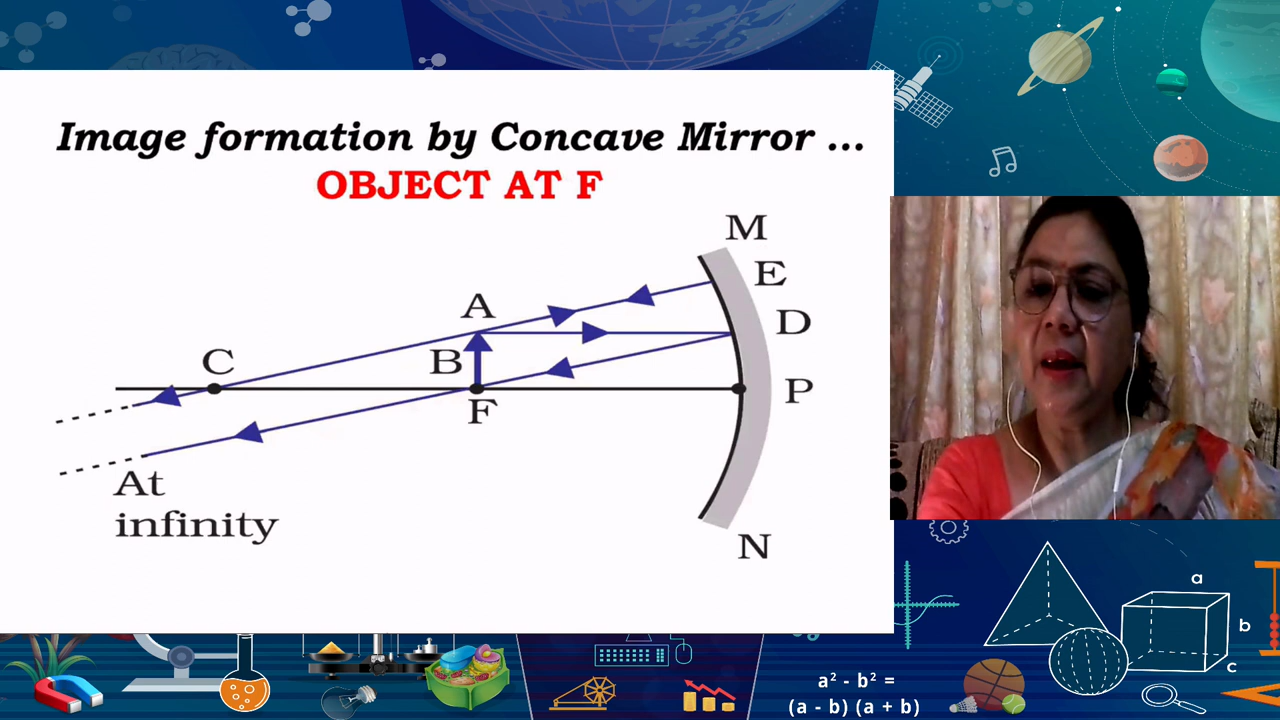 Image formation by Concave Mirror ...
OBJECT AT F
M
E
A
D
C
B
P
F
At
infinity
N
a
b
c
a² - b² =
(a - b) (a + b)